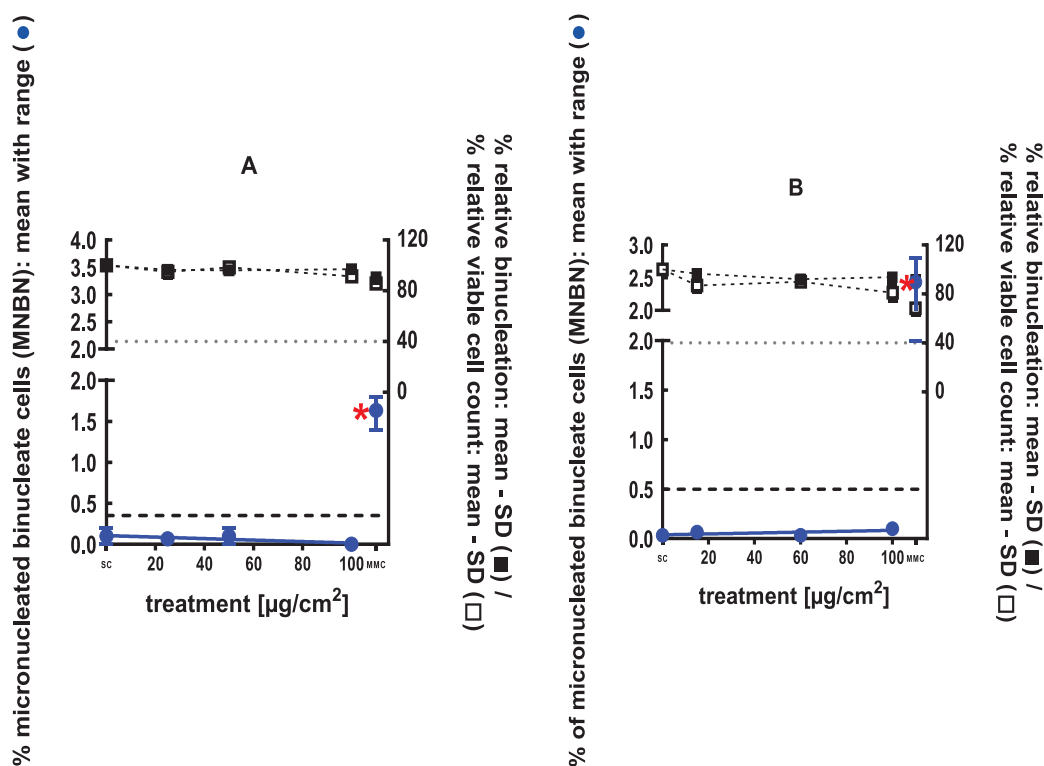 % micronucleated binucleate cells (MNBN): mean with range (●)
A
4.0
3.5
3.0
2.5
2.0
2.0
1.5
1.0
0.5
0.0
120
80
40
0
*
SC
20
40
60
80
100
MMC
treatment [µg/cm²]
% relative binucleation: mean - SD (■) /
% relative viable cell count: mean - SD (□)
% of micronucleated binucleate cells (MNBN): mean with range (●)
B
3.0
2.5
2.0
2.0
1.5
1.0
0.5
0.0
120
80
40
0
*
SC
20
40
60
80
100
MMC
treatment [µg/cm²]
% relative binucleation: mean - SD (■) /
% relative viable cell count: mean - SD (□)